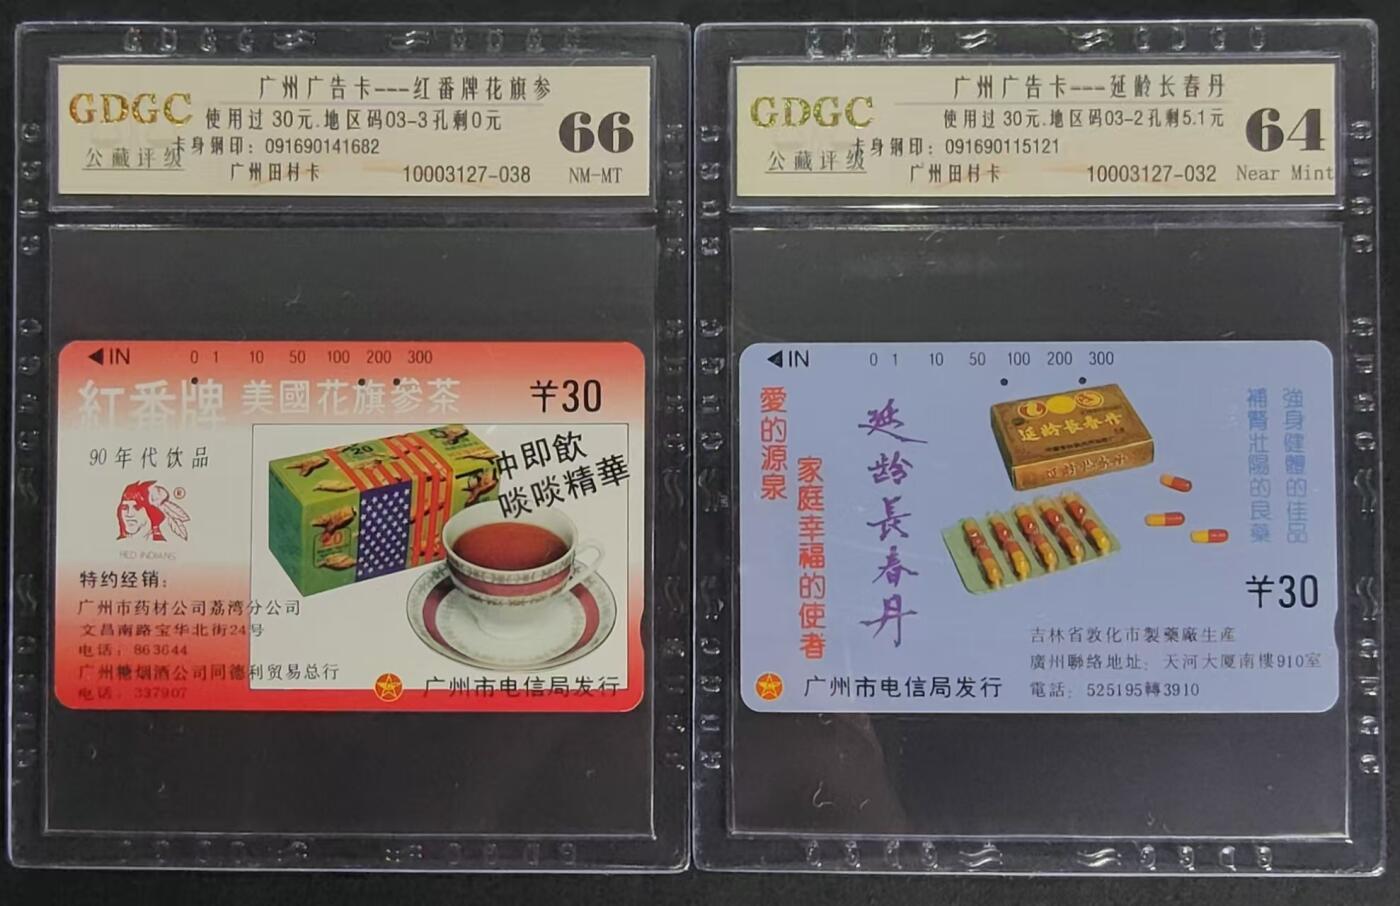 广州广告卡---红番牌花旗参
GDGC
使用过 30元.地区码03-3孔剩0元
66
公藏评级
卡身钢印: 091690141682
广州田村卡
10003127-038
NM-MT
IN
0 1 10 50 100 200 300
紅番牌 美國花旗參茶
¥30
90年代饮品
冲即飲
啖啖精華
®
RED INDIANS
20
特约经销:
广州市药材公司荔湾分公司
文昌南路宝华北街24号
电话: 863644
广州糖烟酒公司同德利贸易总行
电话: 337907
广州市电信局发行
广州广告卡---延龄长春丹
GDGC
使用过 30元.地区码03-2孔剩5.1元
64
公藏评级
卡身钢印: 091690115121
广州田村卡
10003127-032
Near Mint
IN
0 1 10 50 100 200 300
愛的源泉
家庭幸福的使者
延龄長春丹
延龄長春丹
強身健體的佳品
補腎壯陽的良藥
¥30
吉林省敦化市製藥廠生産
廣州聯絡地址: 天河大厦南樓910室
電話: 525195轉3910
广州市电信局发行